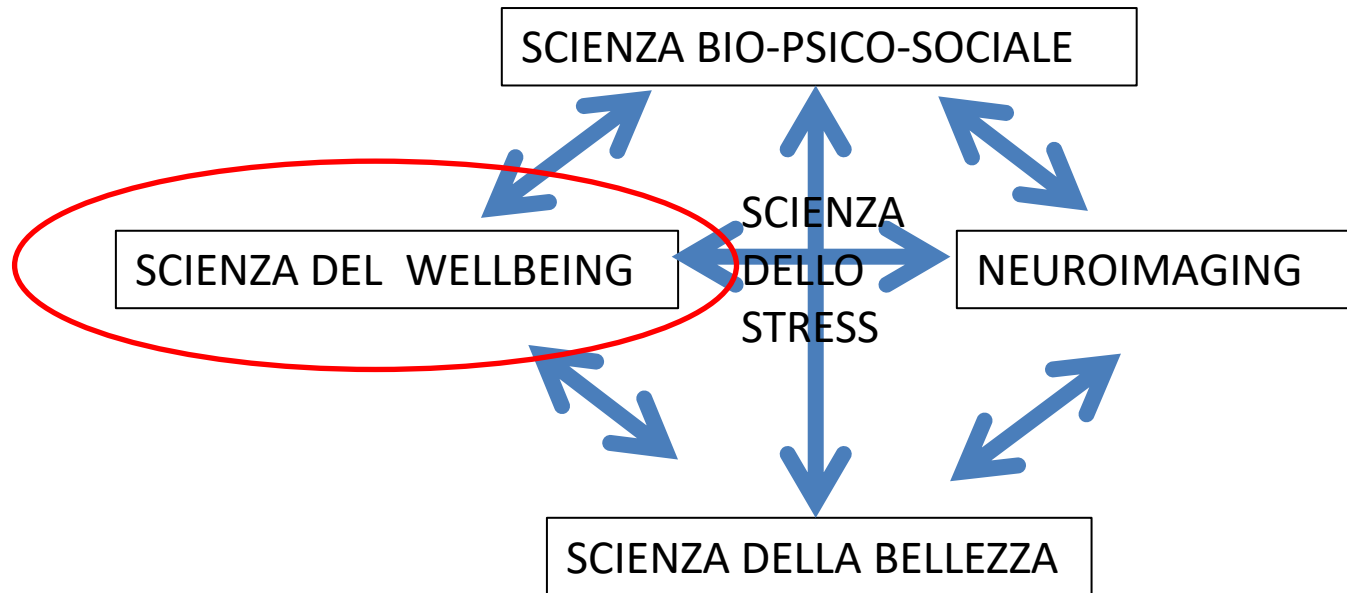 SCIENZA BIO-PSICO-SOCIALE
SCIENZA
DELLO
STRESS
SCIENZA DEL  WELLBEING
NEUROIMAGING
SCIENZA DELLA BELLEZZA